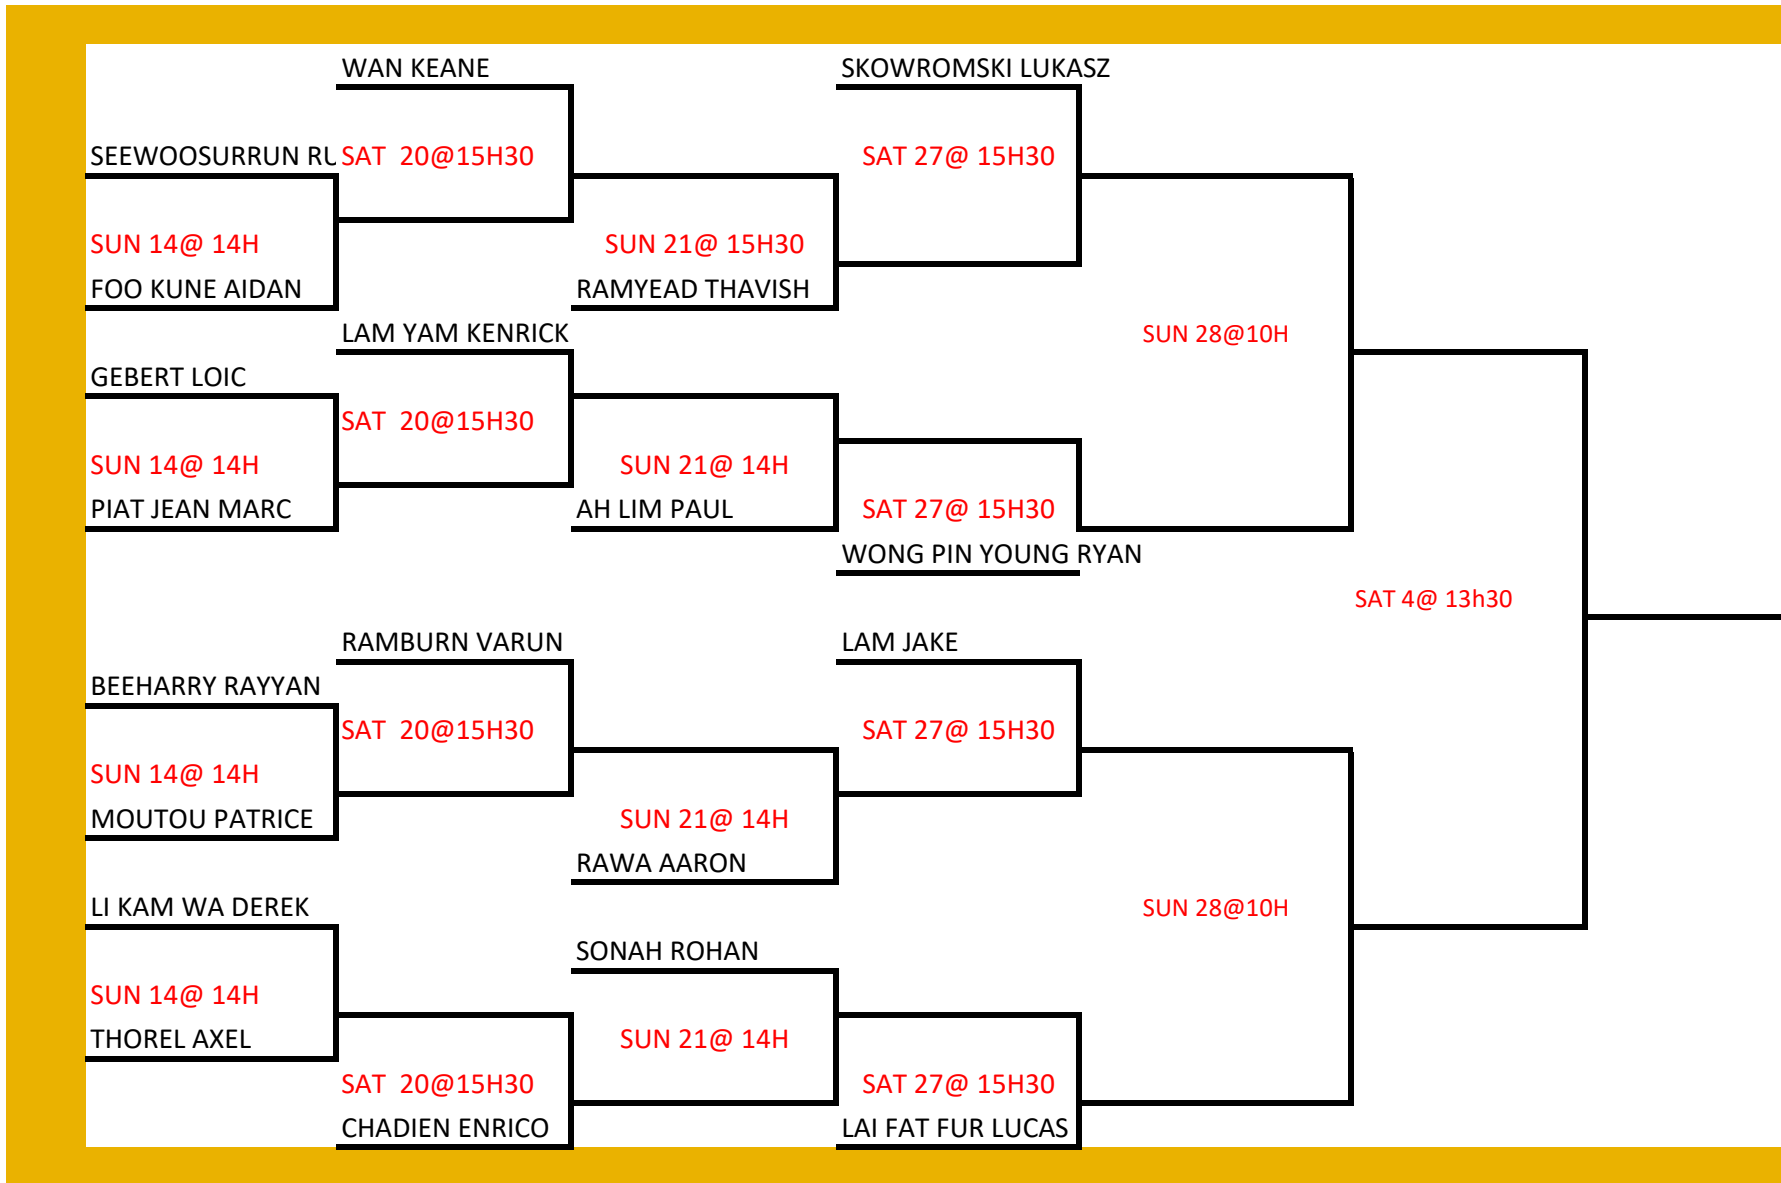 WAN KEANE
SKOWROMSKI LUKASZ
SEEWOOSURRUN RU
SAT 20@15H30
SAT 27@ 15H30
SUN 14@ 14H
SUN 21@ 15H30
FOO KUNE AIDAN
RAMYEAD THAVISH
LAM YAM KENRICK
SUN 28@10H
GEBERT LOIC
SAT 20@15H30
SUN 14@ 14H
SUN 21@ 14H
PIAT JEAN MARC
AH LIM PAUL
SAT 27@ 15H30
WONG PIN YOUNG RYAN
SAT 4@ 13h30
RAMBURN VARUN
LAM JAKE
BEEHARRY RAYYAN
SAT 20@15H30
SAT 27@ 15H30
SUN 14@ 14H
MOUTOU PATRICE
SUN 21@ 14H
RAWA AARON
LI KAM WA DEREK
SUN 28@10H
SONAH ROHAN
SUN 14@ 14H
THOREL AXEL
SUN 21@ 14H
SAT 20@15H30
SAT 27@ 15H30
CHADIEN ENRICO
LAI FAT FUR LUCAS